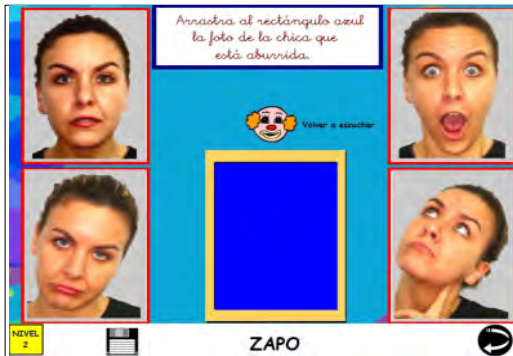 Arrastra al rectángulo azul
la foto de la chica que
está aburrida.
Volver a escuchar
NIVEL
2
ZAPO